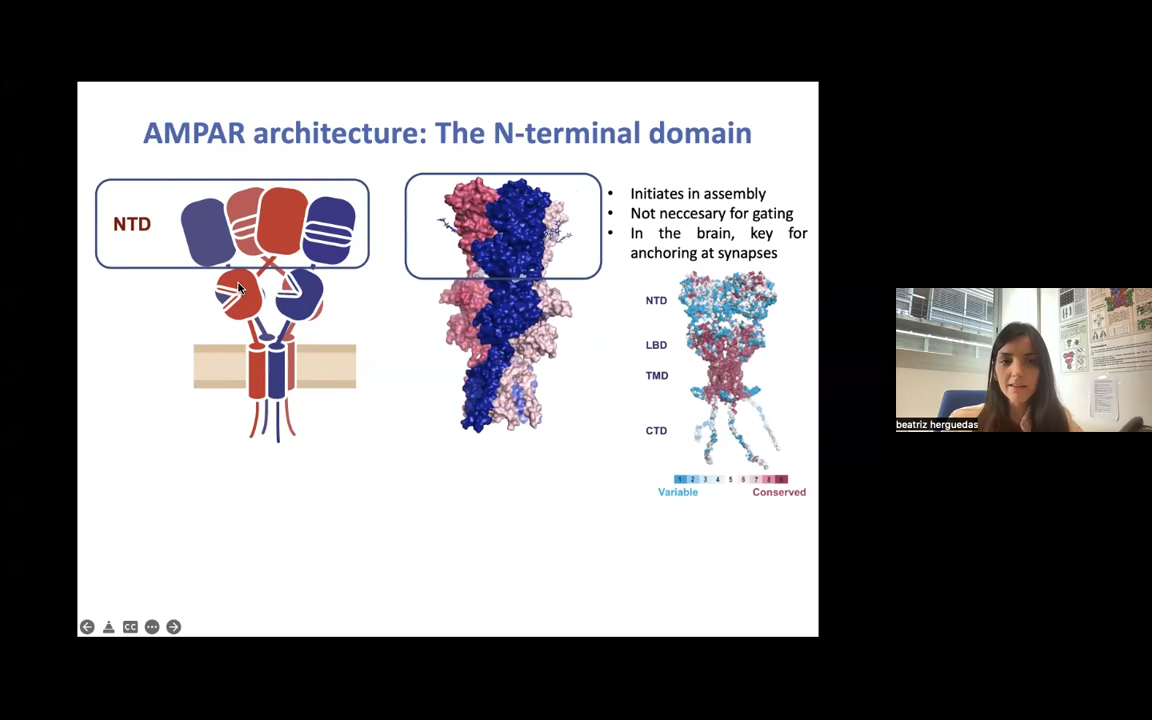 AMPAR architecture: The N-terminal domain
NTD
• Initiates in assembly
• Not neccesary for gating
• In the brain, key for
anchoring at synapses
NTD
LBD
TMD
CTD
1 2 3 4 5 6 7 8 9
Variable
Conserved
CC
beatriz herguedas